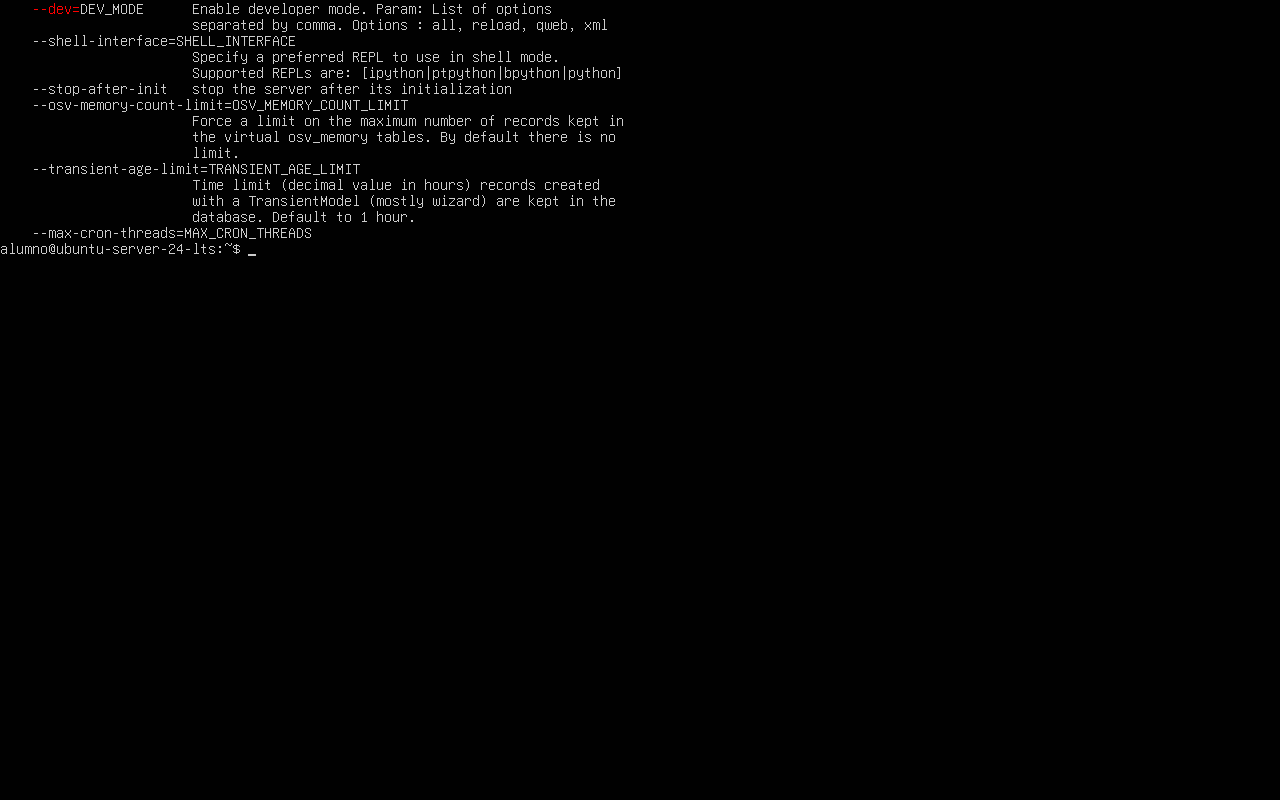 --dev=DEV_MODE Enable developer mode. Param: List of options
separated by comma. Options : all, reload, qweb, xml
--shell-interface=SHELL_INTERFACE
Specify a preferred REPL to use in shell mode.
Supported REPLs are: [ipython|ptpython|bpython|python]
--stop-after-init stop the server after its initialization
--osv-memory-count-limit=OSV_MEMORY_COUNT_LIMIT
Force a limit on the maximum number of records kept in
the virtual osv_memory tables. By default there is no
limit.
--transient-age-limit=TRANSIENT_AGE_LIMIT
Time limit (decimal value in hours) records created
with a TransientModel (mostly wizard) are kept in the
database. Default to 1 hour.
--max-cron-threads=MAX_CRON_THREADS
alumno@ubuntu-server-24-lts:~$ _